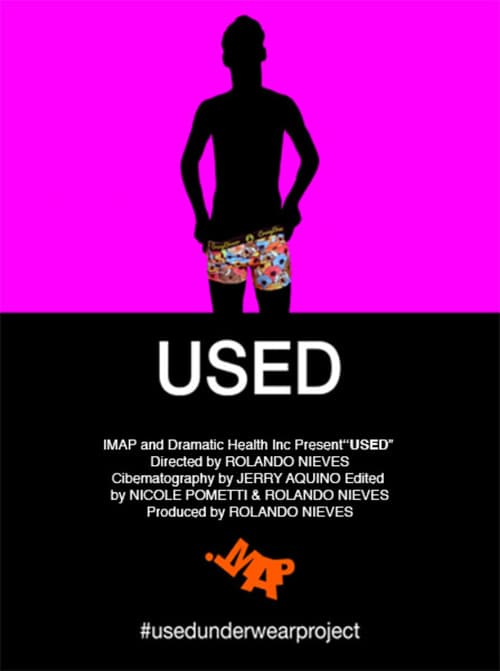 USED
IMAP and Dramatic Health Inc Present“USED”
Directed by ROLANDO NIEVES
Cibematography by JERRY AQUINO Edited
by NICOLE POMETTI & ROLANDO NIEVES
Produced by ROLANDO NIEVES
iMAP
#usedunderwearproject